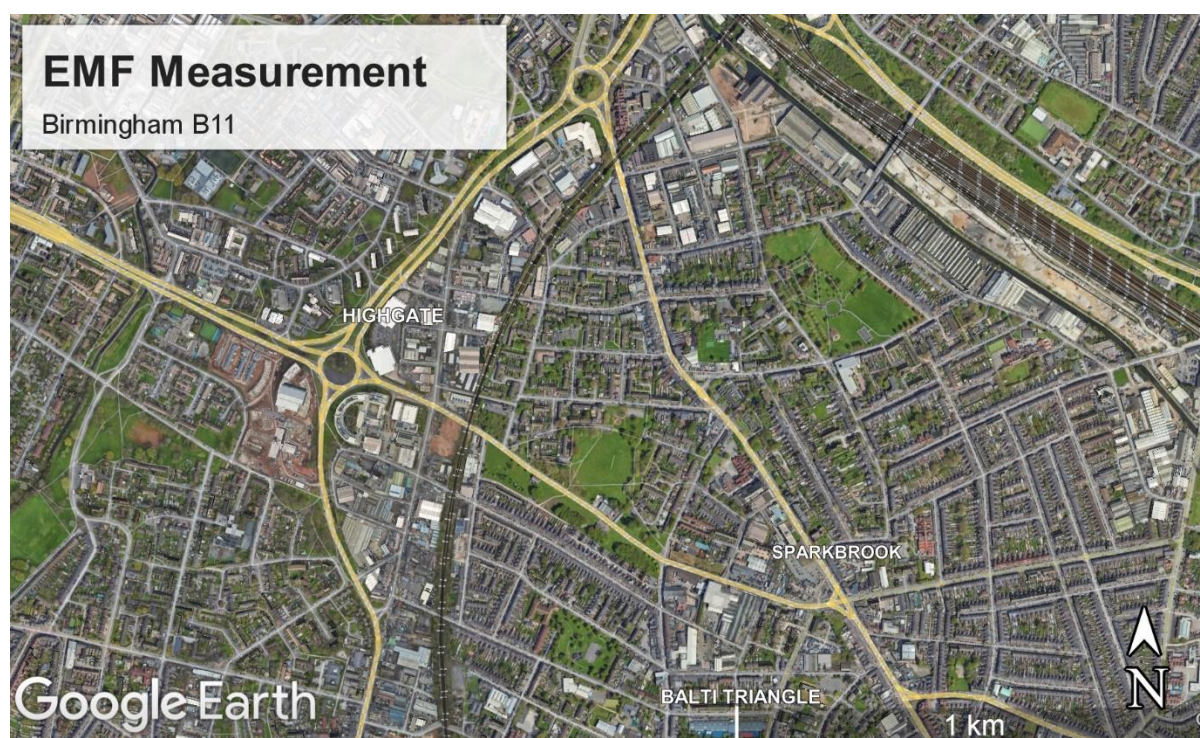 EMF Measurement
Birmingham B11
HIGHGATE
SPARKBROOK
BALTI TRIANGLE
N
Google Earth
1 km